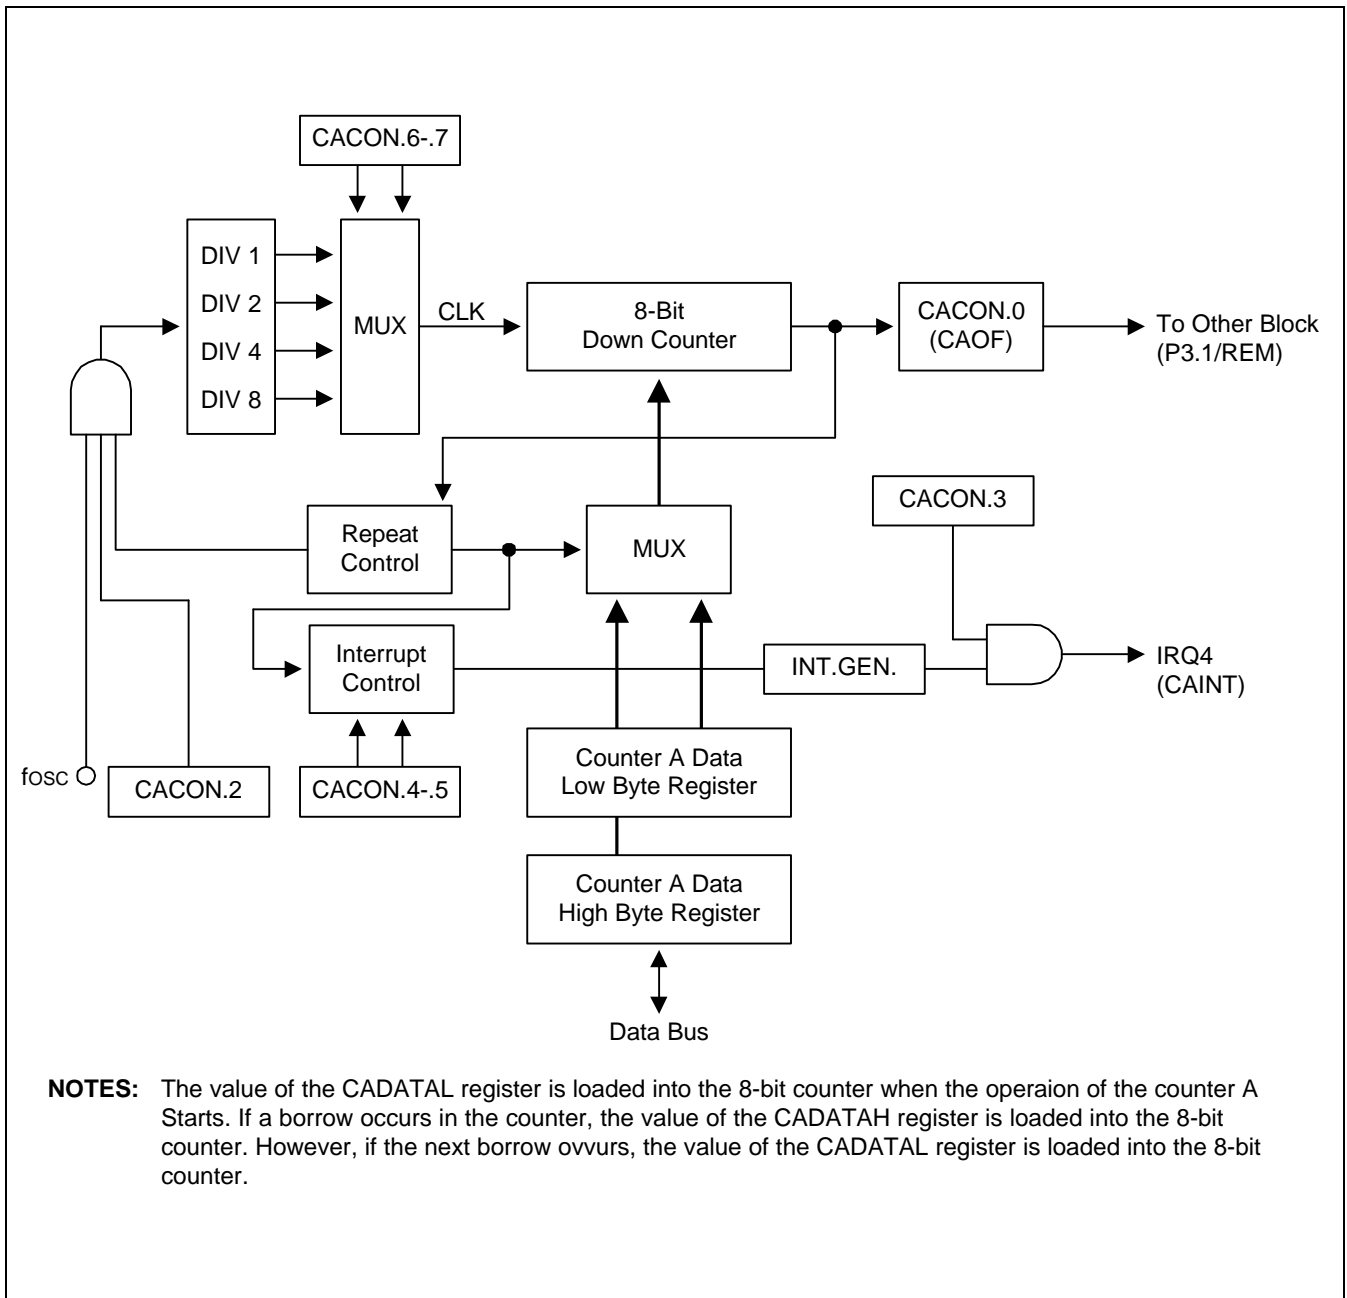 CACON.6-.7
DIV 1
DIV 2
DIV 4
DIV 8
MUX
CLK
8-Bit
Down Counter
CACON.0
(CAOF)
To Other Block
(P3.1/REM)
Repeat
Control
MUX
CACON.3
Interrupt
Control
INT.GEN.
IRQ4
(CAINT)
fosc
CACON.2
CACON.4-.5
Counter A Data
Low Byte Register
Counter A Data
High Byte Register
Data Bus
NOTES: The value of the CADATAL register is loaded into the 8-bit counter when the operaion of the counter A
Starts. If a borrow occurs in the counter, the value of the CADATAH register is loaded into the 8-bit
counter. However, if the next borrow ovvurs, the value of the CADATAL register is loaded into the 8-bit
counter.